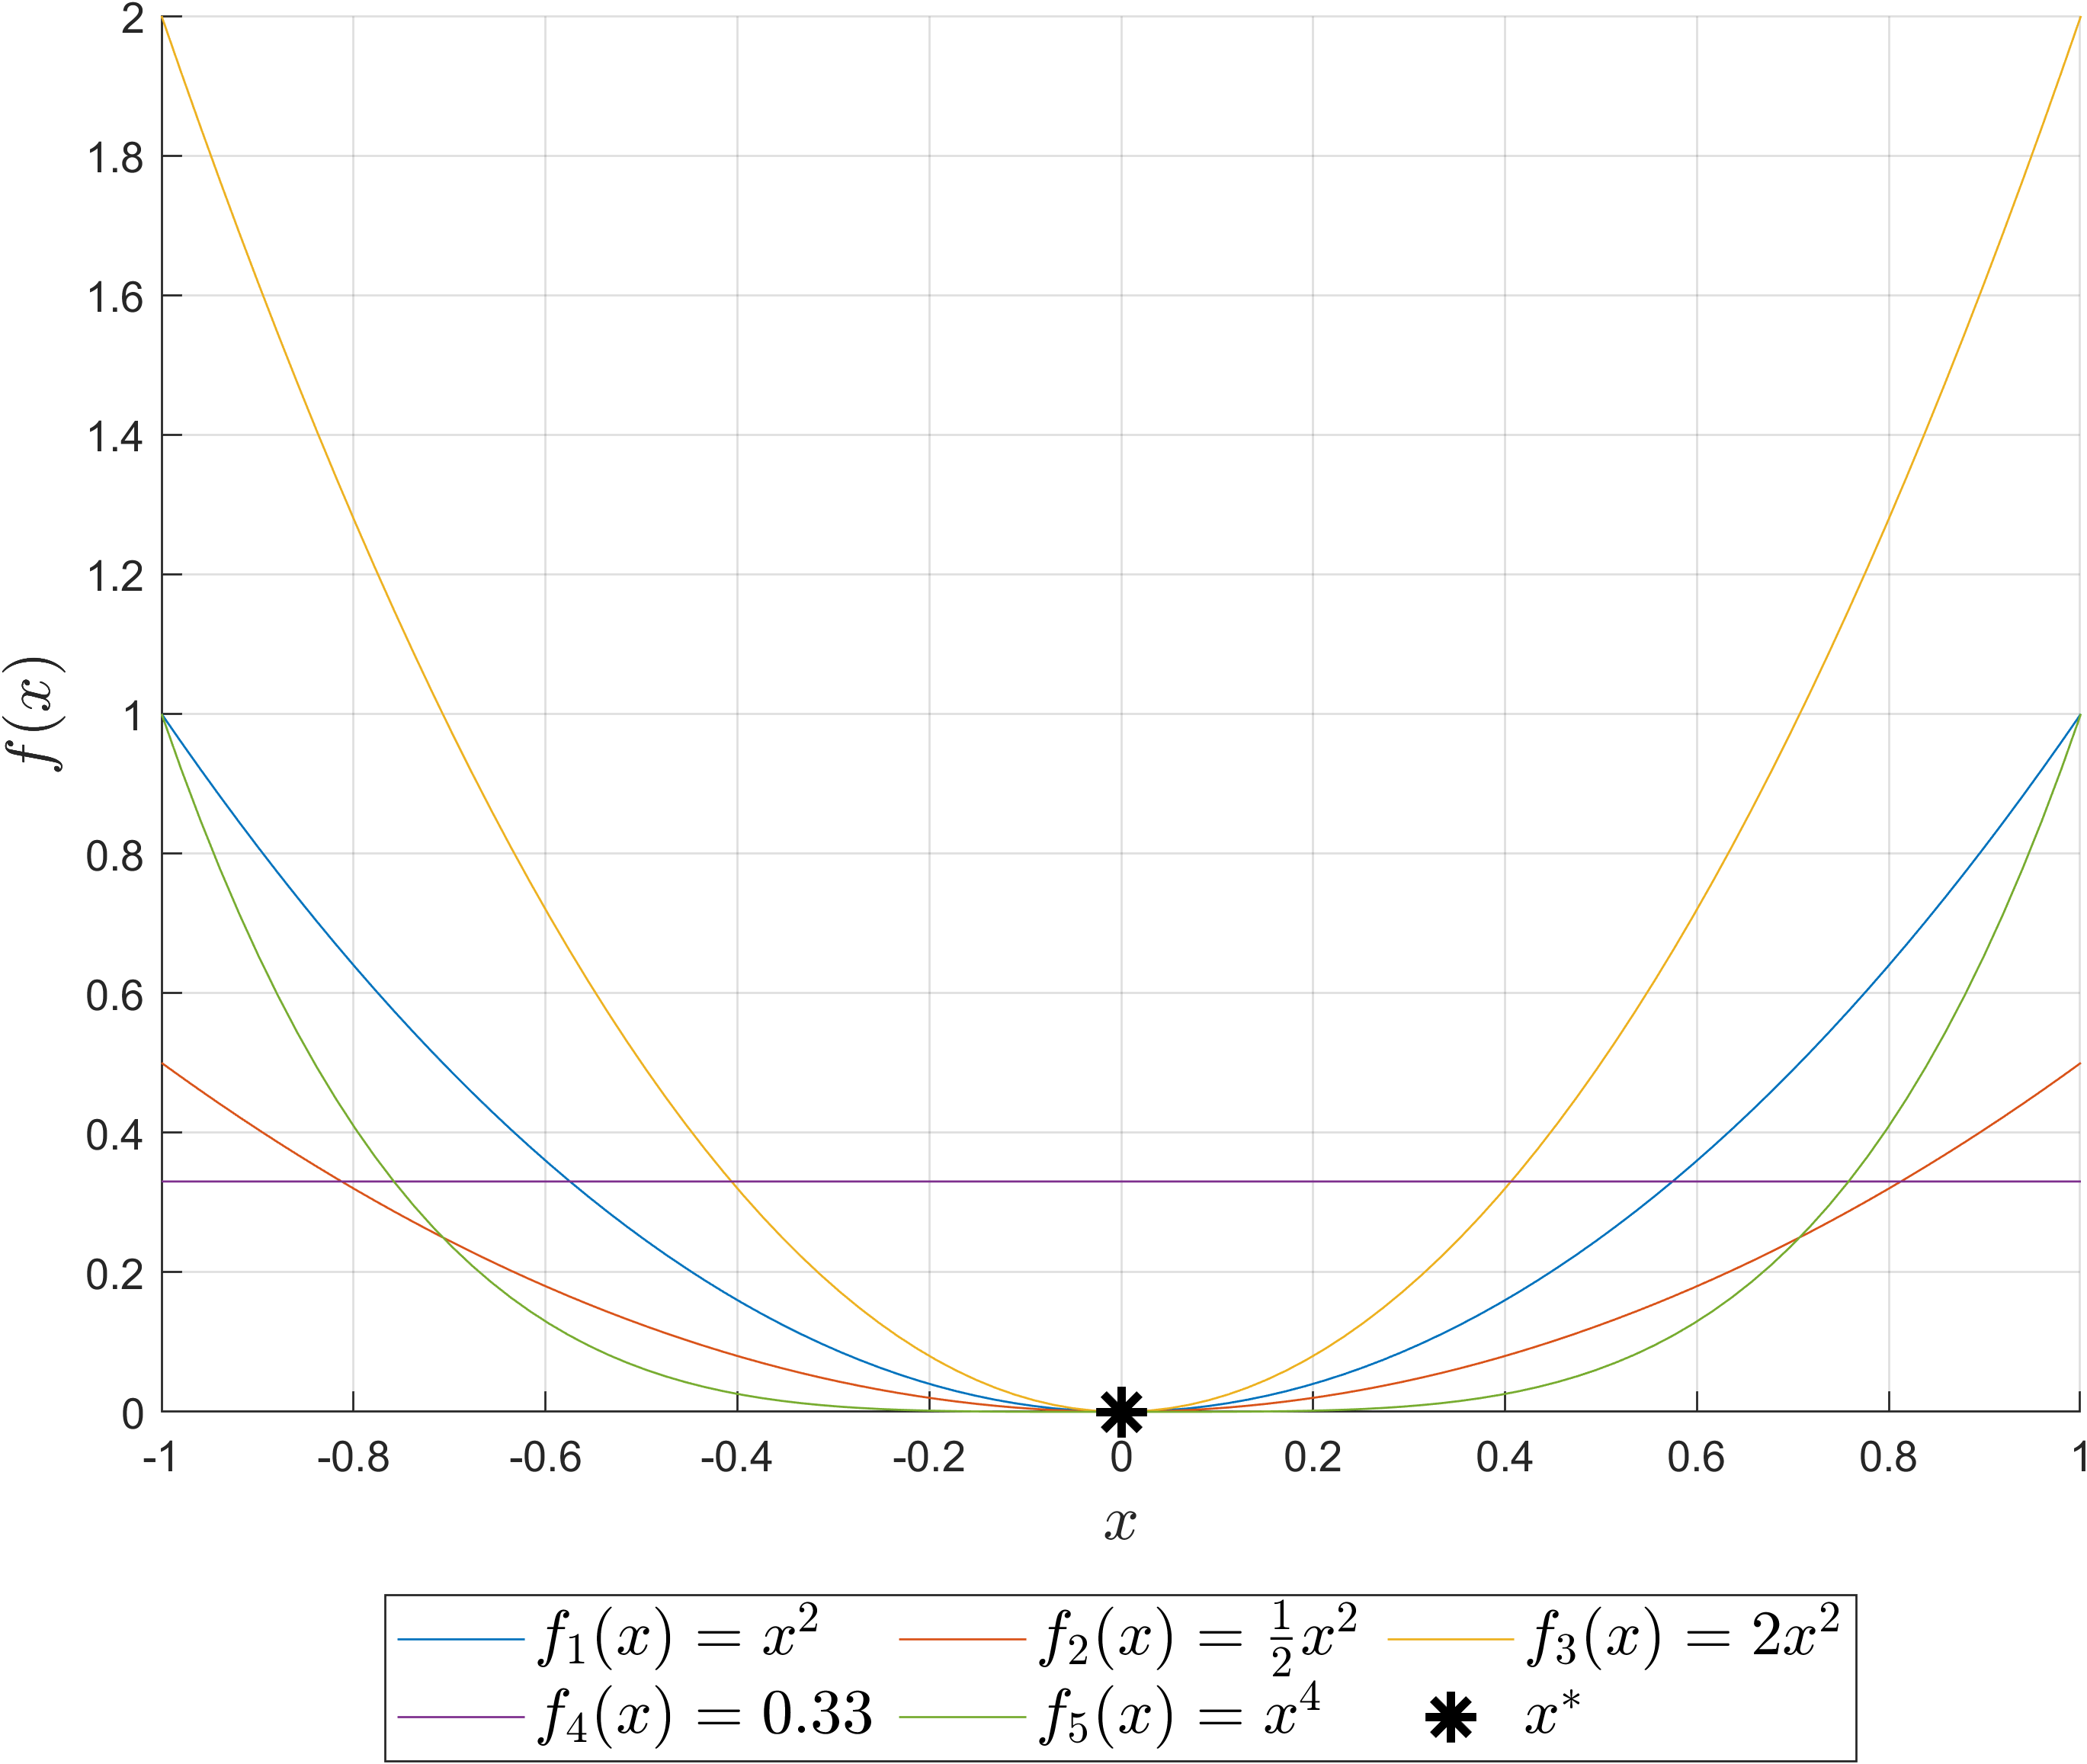 2
1.8
1.6
1.4
1.2
1
0.8
0.6
0.4
0.2
0
f(x)
-1 -0.8 -0.6 -0.4 -0.2 0 0.2 0.4 0.6 0.8 1
x
f₁(x) = x² f₂(x) = ½x² f₃(x) = 2x²
f₄(x) = 0.33 f₅(x) = x⁴ x*